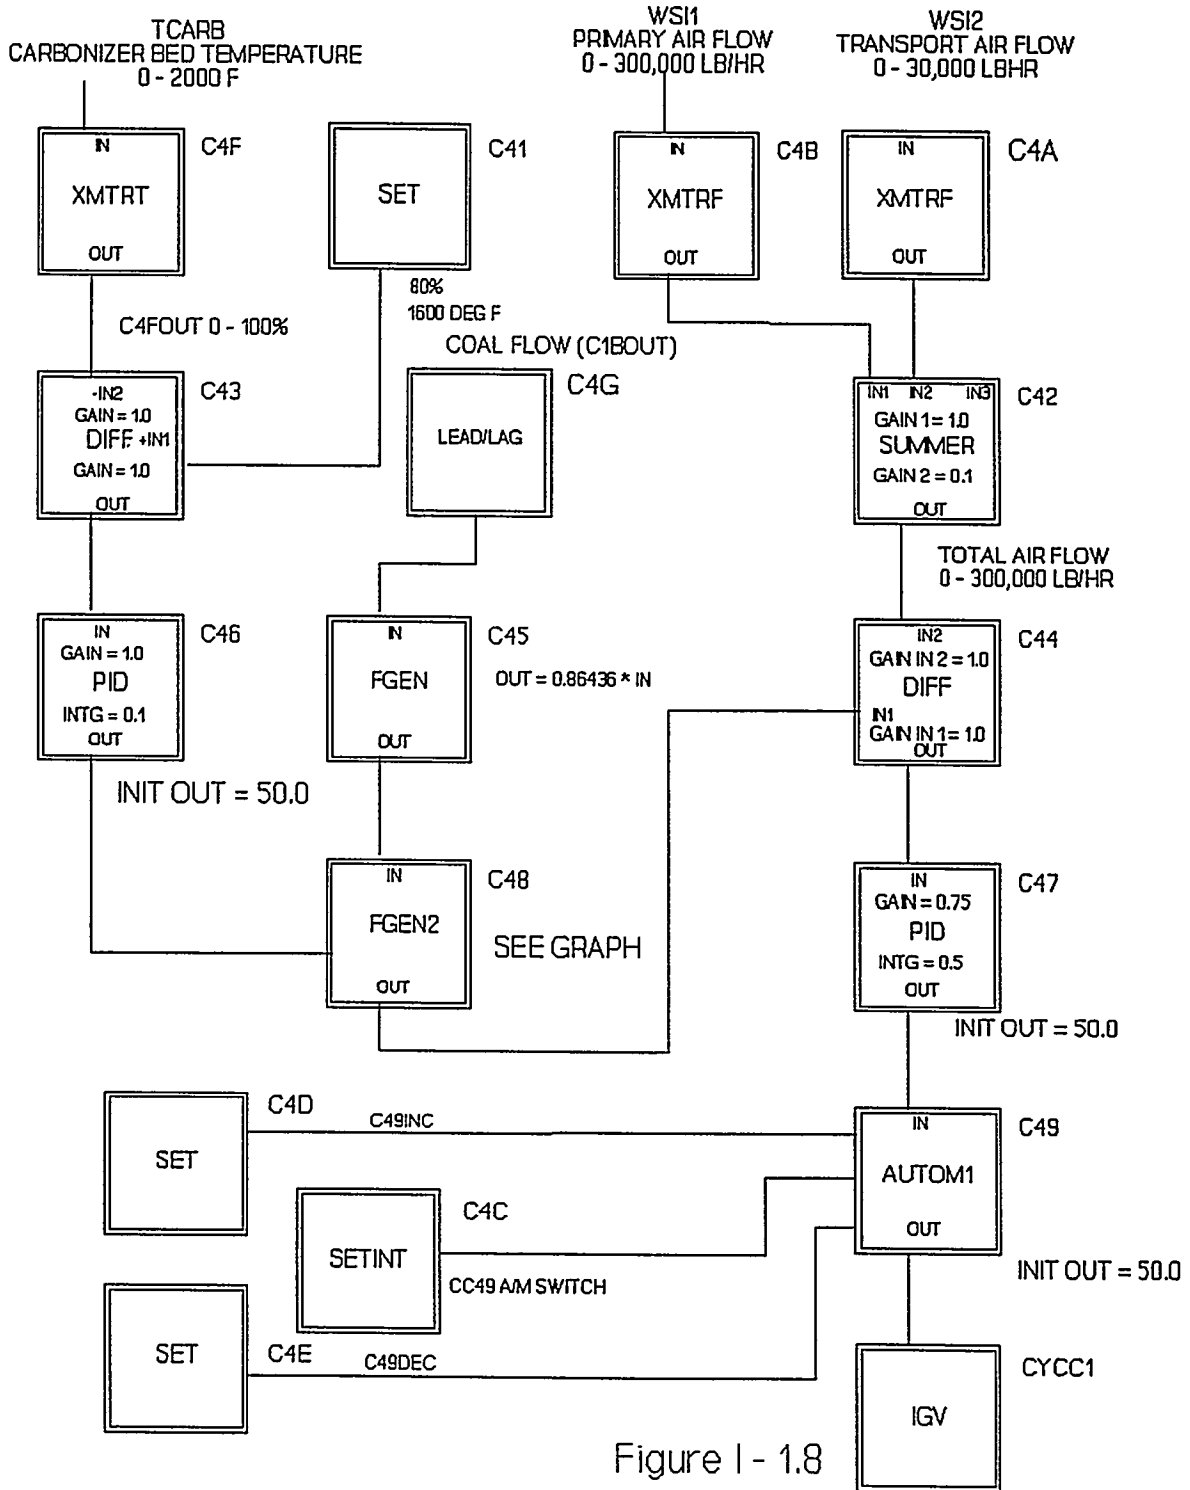 TCARB
CARBONIZER BED TEMPERATURE
0 - 2000 F
WSI1
PRIMARY AIR FLOW
0 - 300,000 LB/HR
WSI2
TRANSPORT AIR FLOW
0 - 30,000 LBHR
IN
XMTRT
OUT
C4F
SET
C41
IN
XMTRF
OUT
C4B
IN
XMTRF
OUT
C4A
80%
1600 DEG F
C4FOUT 0 - 100%
COAL FLOW (C1BOUT)
-IN2
GAIN = 1.0
DIFF. +IN1
GAIN = 1.0
OUT
C43
LEAD/LAG
C4G
IN1 IN2 IN3
GAIN 1 = 1.0
SUMMER
GAIN 2 = 0.1
OUT
C42
TOTAL AIR FLOW
0 - 300,000 LB/HR
IN
GAIN = 1.0
PID
INTG = 0.1
OUT
C46
INIT OUT = 50.0
IN
FGEN
OUT
C45
OUT = 0.86436 * IN
IN2
GAIN IN 2 = 1.0
DIFF
IN1
GAIN IN 1 = 1.0
OUT
C44
IN
FGEN2
OUT
C48
SEE GRAPH
IN
GAIN = 0.75
PID
INTG = 0.5
OUT
C47
INIT OUT = 50.0
SET
C4D
C49INC
SETINT
C4C
CC49 A/M SWITCH
SET
C4E
C49DEC
IN
AUTOM1
OUT
C49
INIT OUT = 50.0
IGV
CYCC1
Figure I - 1.8